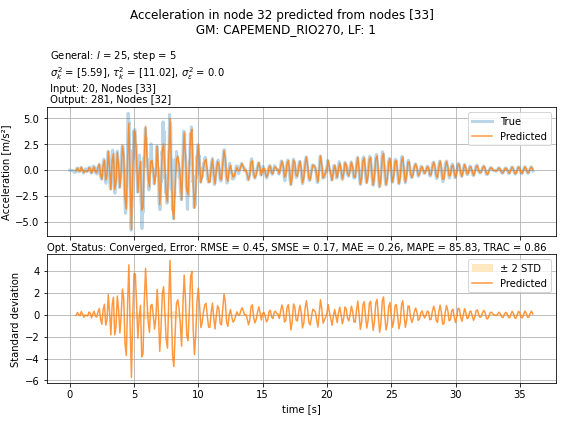 Acceleration in node 32 predicted from nodes [33]
GM: CAPEMEND_RIO270, LF: 1
General: l = 25, step = 5
σ²ₖ = [5.59], τ²ₖ = [11.02], σ²ε = 0.0
Input: 20, Nodes [33]
Output: 281, Nodes [32]
Acceleration [m/s²]
5.0
2.5
0.0
−2.5
−5.0
True
Predicted
Opt. Status: Converged, Error: RMSE = 0.45, SMSE = 0.17, MAE = 0.26, MAPE = 85.83, TRAC = 0.86
Standard deviation
4
2
0
−2
−4
−6
± 2 STD
Predicted
0 5 10 15 20 25 30 35
time [s]